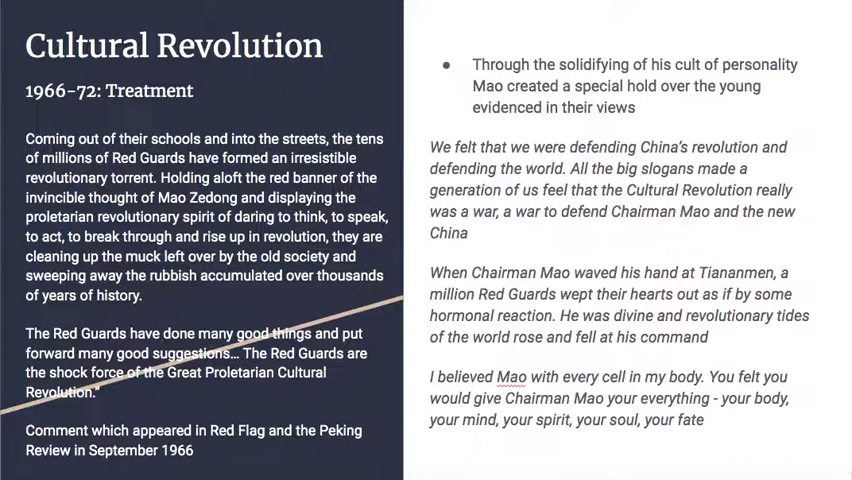 Cultural Revolution
1966-72: Treatment
Coming out of their schools and into the streets, the tens
of millions of Red Guards have formed an irresistible
revolutionary torrent. Holding aloft the red banner of the
invincible thought of Mao Zedong and displaying the
proletarian revolutionary spirit of daring to think, to speak,
to act, to break through and rise up in revolution, they are
cleaning up the muck left over by the old society and
sweeping away the rubbish accumulated over thousands
of years of history.
The Red Guards have done many good things and put
forward many good suggestions... The Red Guards are
the shock force of the Great Proletarian Cultural
Revolution."
Comment which appeared in Red Flag and the Peking
Review in September 1966
● Through the solidifying of his cult of personality
Mao created a special hold over the young
evidenced in their views
We felt that we were defending China's revolution and
defending the world. All the big slogans made a
generation of us feel that the Cultural Revolution really
was a war, a war to defend Chairman Mao and the new
China
When Chairman Mao waved his hand at Tiananmen, a
million Red Guards wept their hearts out as if by some
hormonal reaction. He was divine and revolutionary tides
of the world rose and fell at his command
I believed Mao with every cell in my body. You felt you
would give Chairman Mao your everything - your body,
your mind, your spirit, your soul, your fate